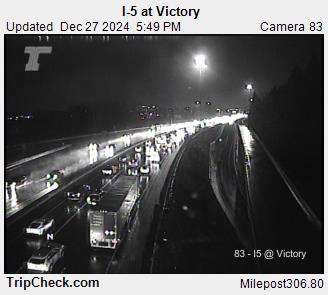 I-5 at Victory
Updated Dec 27 2024 5:49 PM Camera 83
T
83 - I5 @ Victory
TripCheck.com Milepost306.80